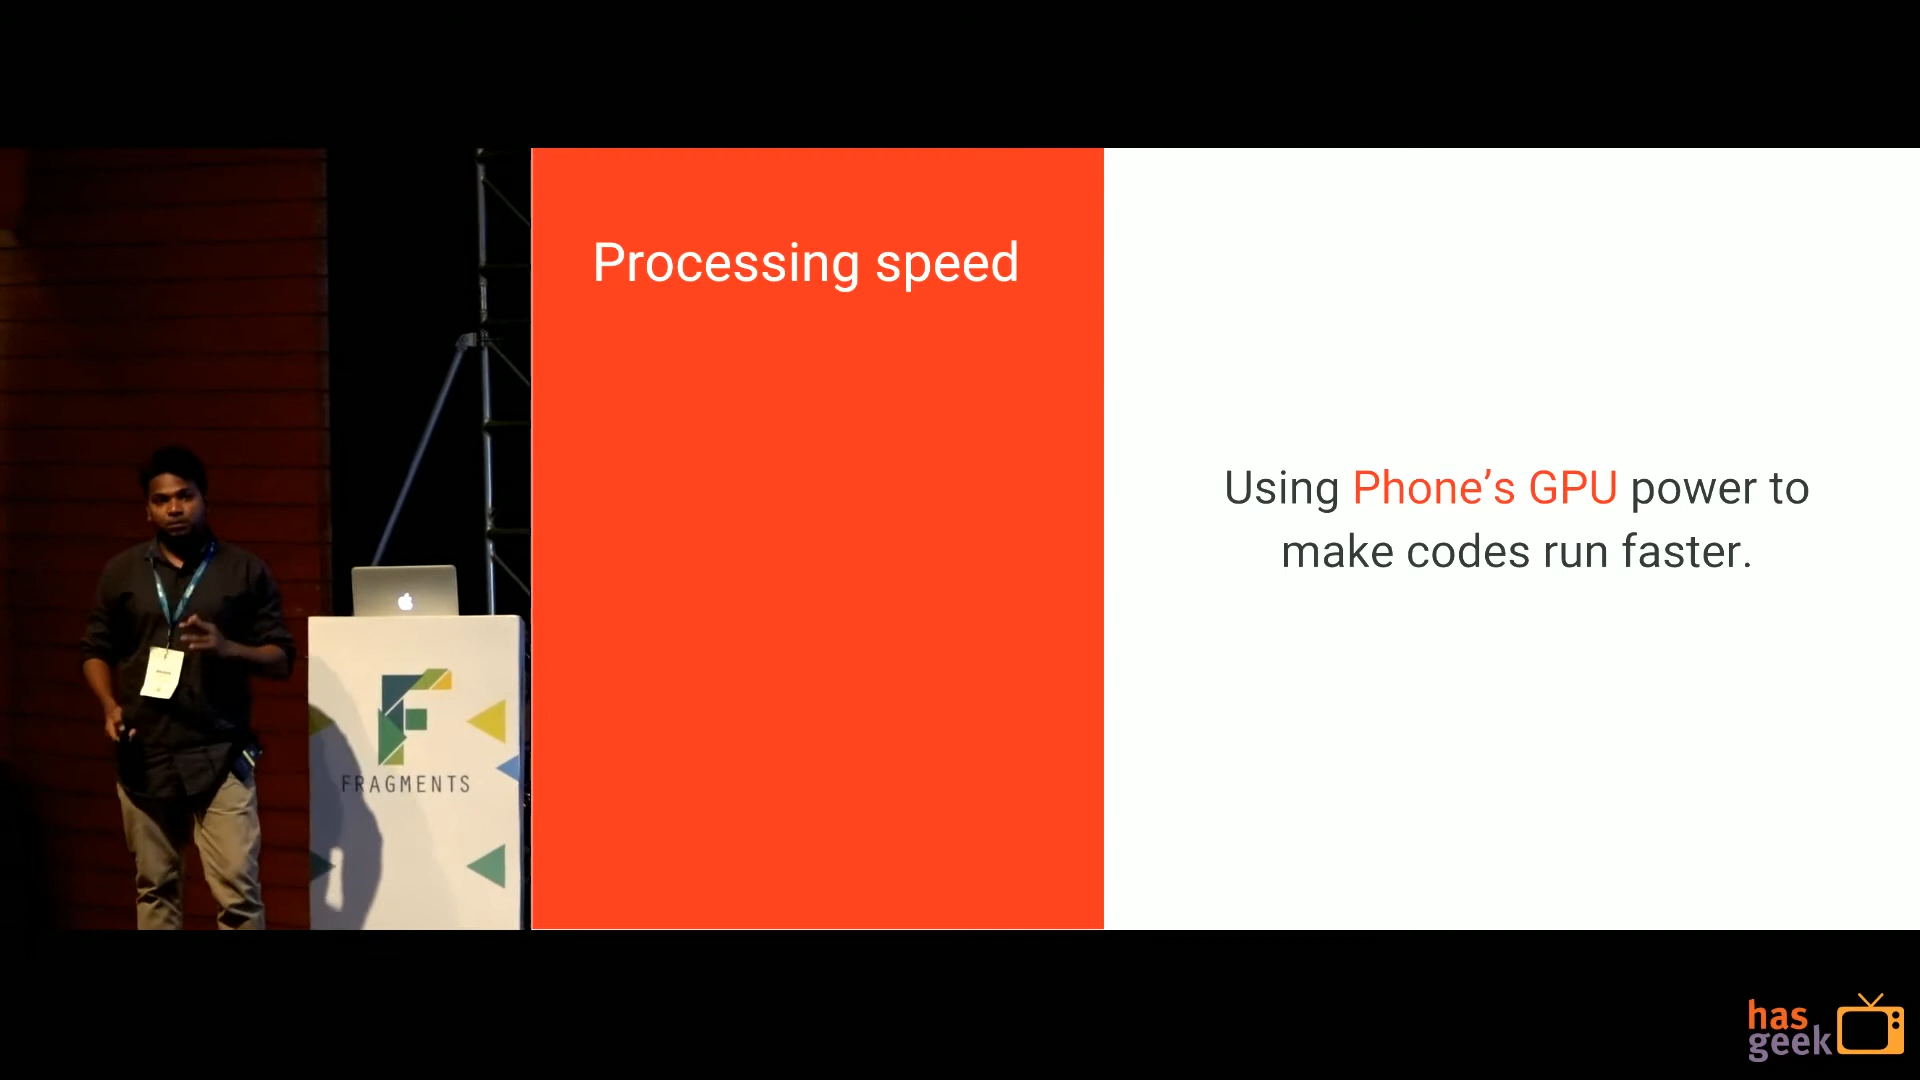 Processing speed
Using Phone’s GPU power to
make codes run faster.
FRAGMENTS
has
geek